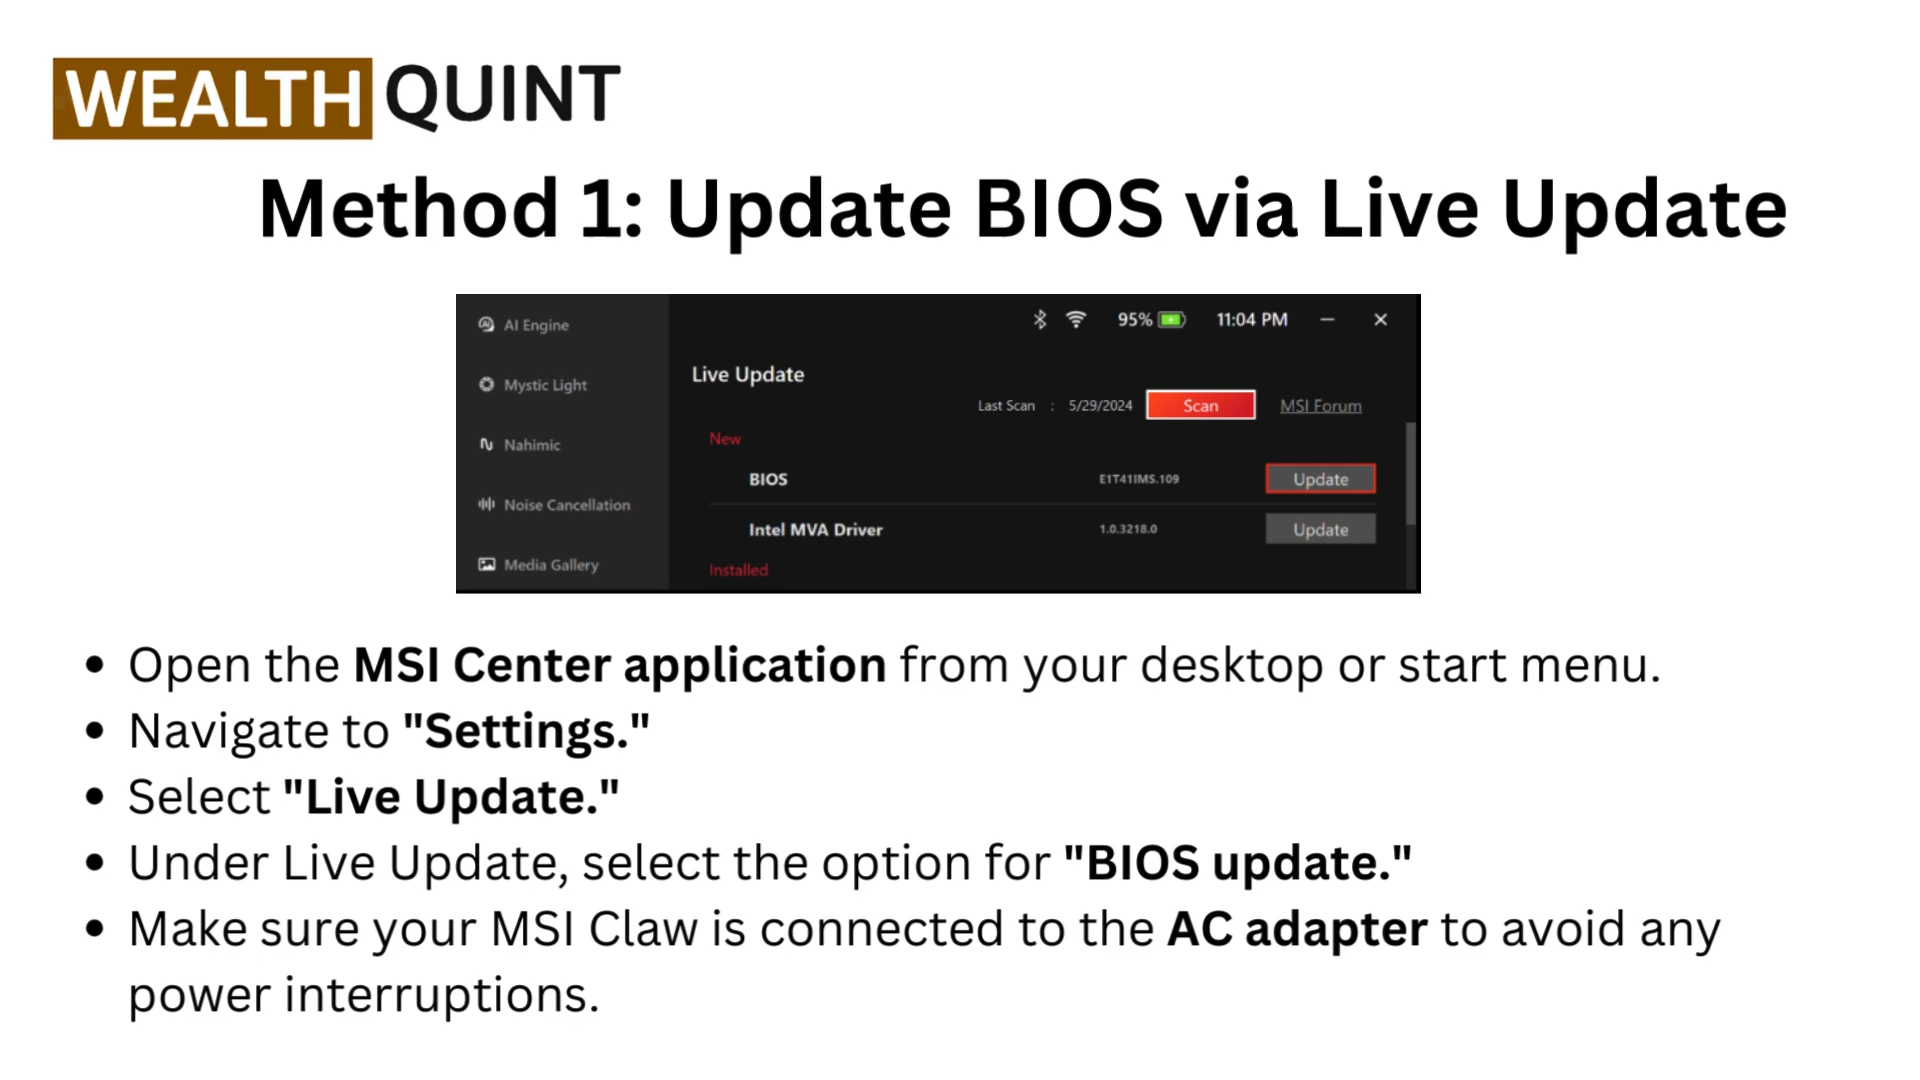 WEALTH QUINT
Method 1: Update BIOS via Live Update
AI Engine
Mystic Light
Nahimic
Noise Cancellation
Media Gallery
95% 11:04 PM
Live Update
Last Scan : 5/29/2024 Scan MSI Forum
New
BIOS E1T41IMS.109 Update
Intel MVA Driver 1.0.3218.0 Update
Installed
• Open the MSI Center application from your desktop or start menu.
• Navigate to "Settings."
• Select "Live Update."
• Under Live Update, select the option for "BIOS update."
• Make sure your MSI Claw is connected to the AC adapter to avoid any
power interruptions.